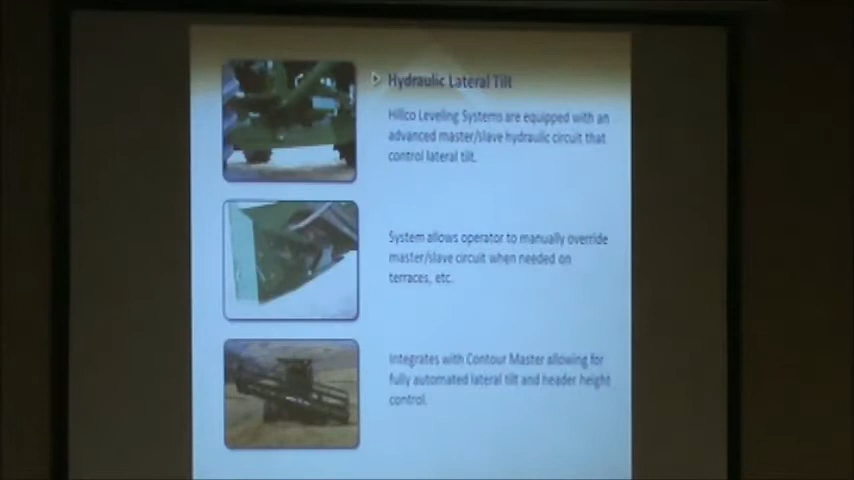 Hydraulic Lateral Tilt
Hillco Leveling Systems are equipped with an
advanced master/slave hydraulic circuit that
control lateral tilt.
System allows operator to manually override
master/slave circuit when needed on
terraces, etc.
Integrates with Contour Master allowing for
fully automated lateral tilt and header height
control.